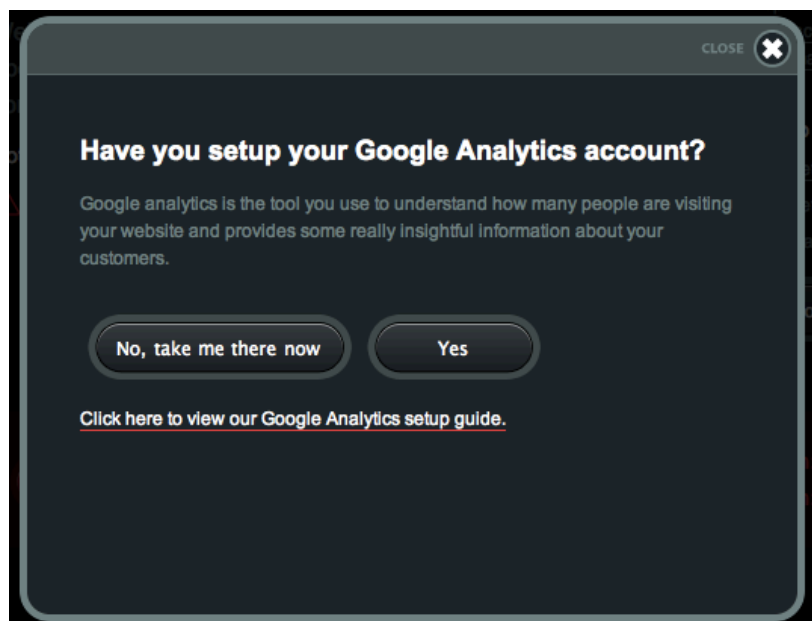 CLOSE
Have you setup your Google Analytics account?
Google analytics is the tool you use to understand how many people are visiting
your website and provides some really insightful information about your
customers.
No, take me there now
Yes
Click here to view our Google Analytics setup guide.